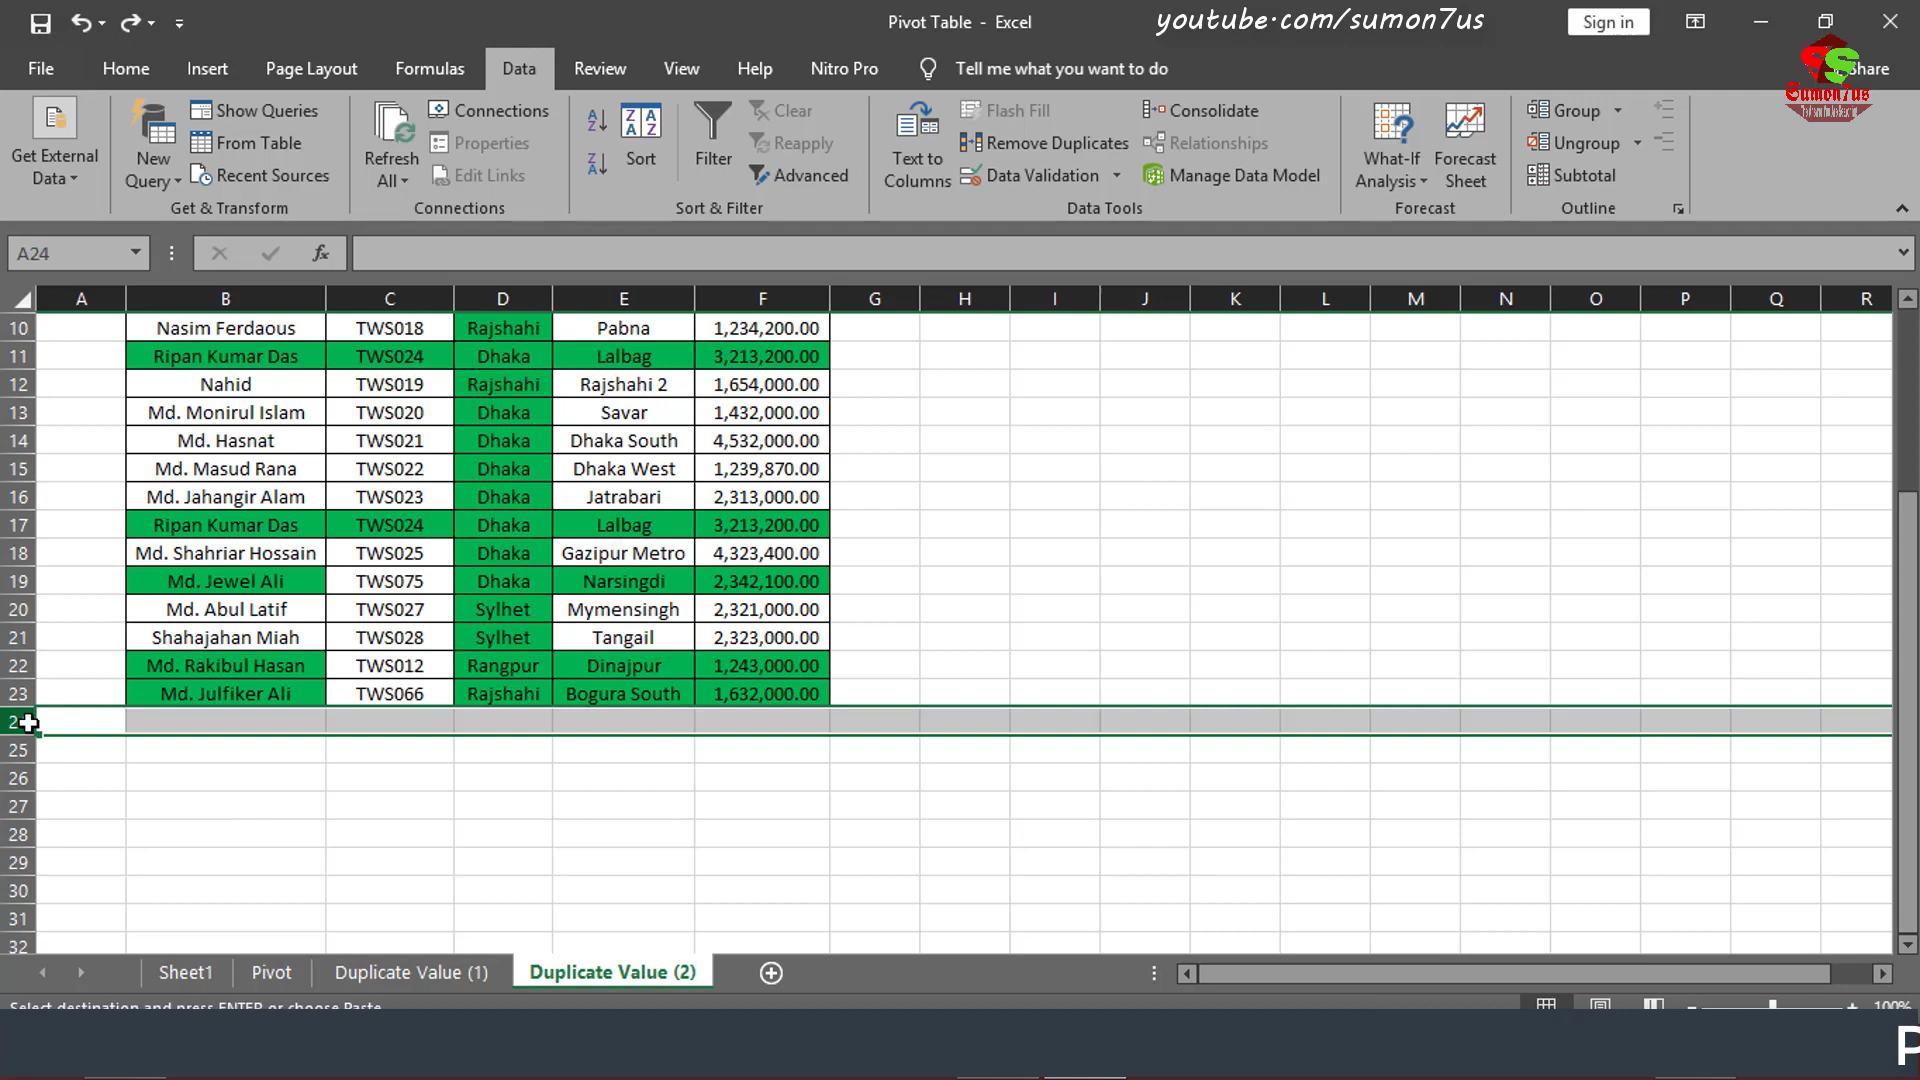 Pivot Table - Excel
youtube.com/sumon7us
Sign in
File Home Insert Page Layout Formulas Data Review View Help Nitro Pro Tell me what you want to do Share
Sumon7us
Get External Data
New Query
Show Queries
From Table
Recent Sources
Get & Transform
Refresh All
Connections
Properties
Edit Links
Connections
Sort
Filter
Clear
Reapply
Advanced
Sort & Filter
Text to Columns
Flash Fill
Remove Duplicates
Data Validation
Consolidate
Relationships
Manage Data Model
Data Tools
What-If Analysis
Forecast Sheet
Forecast
Group
Ungroup
Subtotal
Outline
A24 fx
A B C D E F G H I J K L M N O P Q R
10 Nasim Ferdaous TWS018 Rajshahi Pabna 1,234,200.00
11 Ripan Kumar Das TWS024 Dhaka Lalbag 3,213,200.00
12 Nahid TWS019 Rajshahi Rajshahi 2 1,654,000.00
13 Md. Monirul Islam TWS020 Dhaka Savar 1,432,000.00
14 Md. Hasnat TWS021 Dhaka Dhaka South 4,532,000.00
15 Md. Masud Rana TWS022 Dhaka Dhaka West 1,239,870.00
16 Md. Jahangir Alam TWS023 Dhaka Jatrabari 2,313,000.00
17 Ripan Kumar Das TWS024 Dhaka Lalbag 3,213,200.00
18 Md. Shahriar Hossain TWS025 Dhaka Gazipur Metro 4,323,400.00
19 Md. Jewel Ali TWS075 Dhaka Narsingdi 2,342,100.00
20 Md. Abul Latif TWS027 Sylhet Mymensingh 2,321,000.00
21 Shahajahan Miah TWS028 Sylhet Tangail 2,323,000.00
22 Md. Rakibul Hasan TWS012 Rangpur Dinajpur 1,243,000.00
23 Md. Julfiker Ali TWS066 Rajshahi Bogura South 1,632,000.00
2
25
26
27
28
29
30
31
32
Sheet1 Pivot Duplicate Value (1) Duplicate Value (2)
Select destination and press ENTER or choose Paste 100%
P